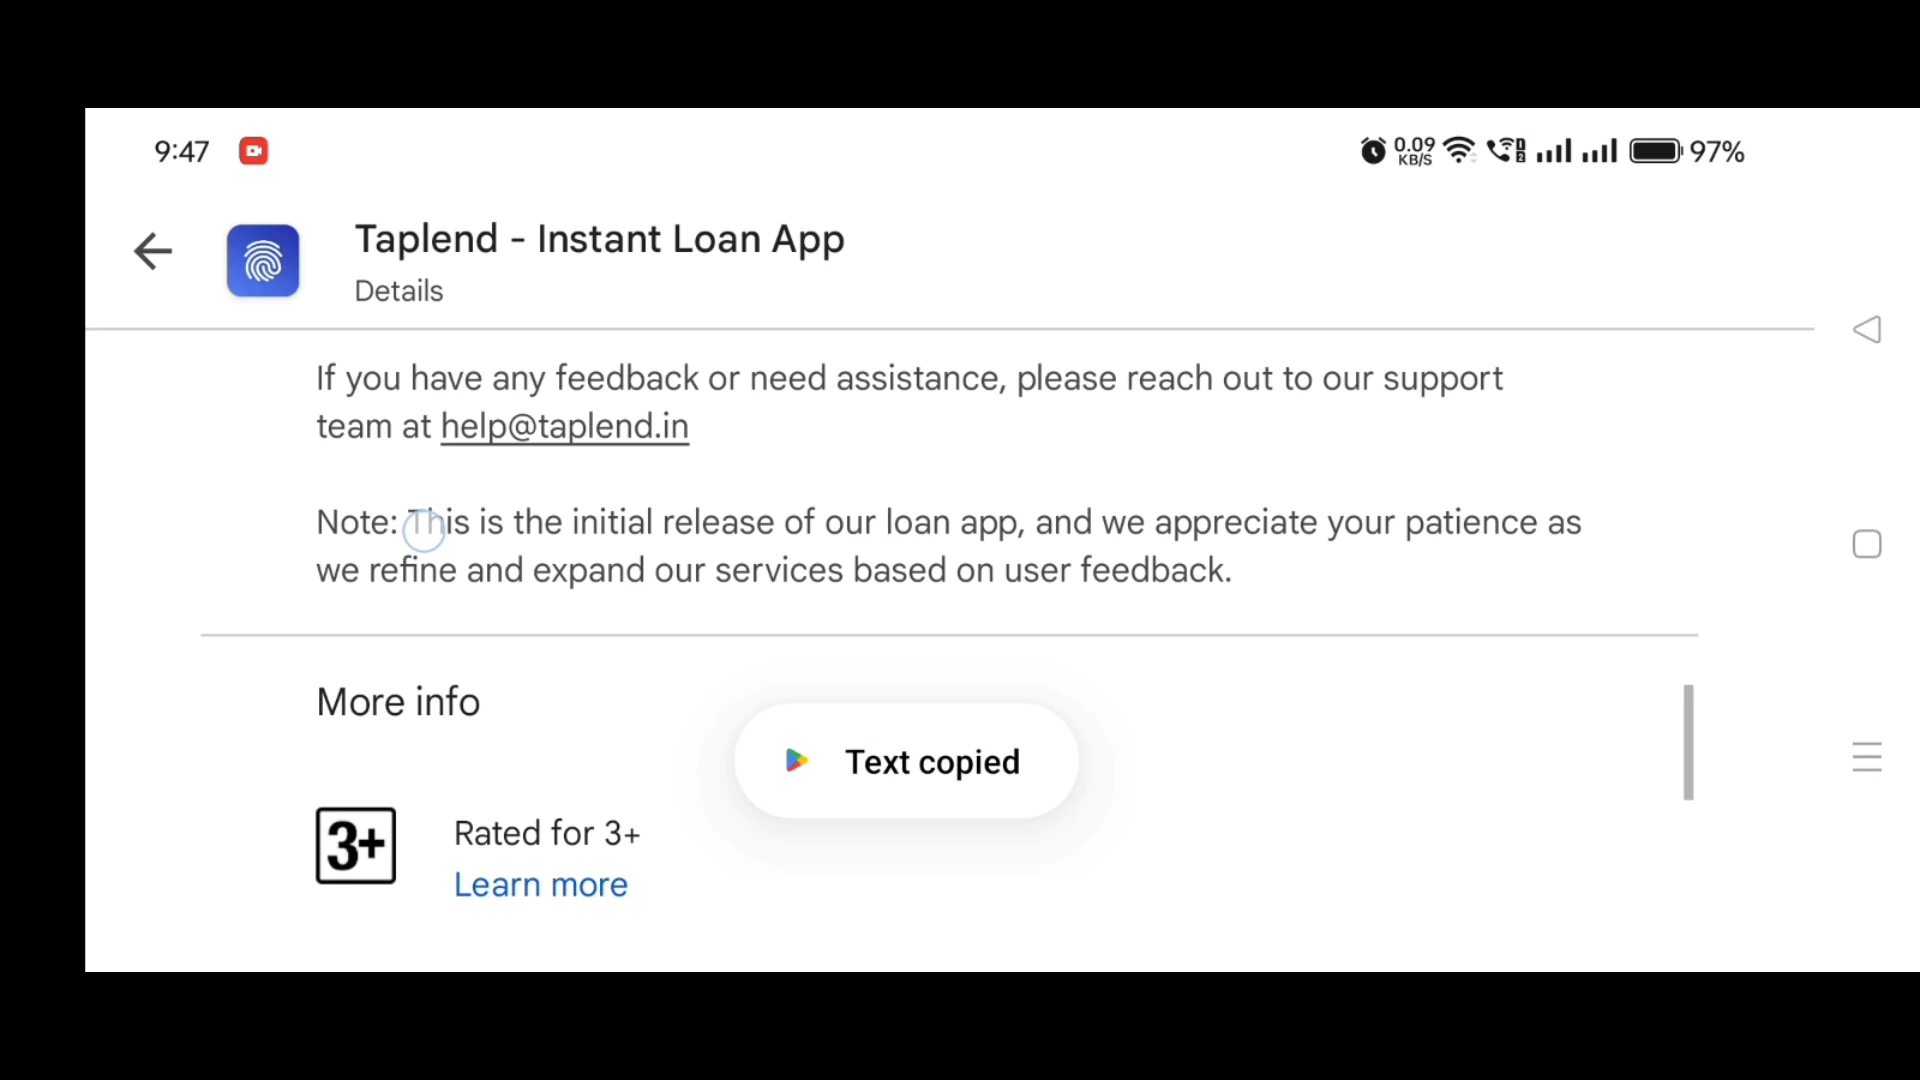 9:47
0.09 KB/S
97%
Taplend - Instant Loan App
Details
If you have any feedback or need assistance, please reach out to our support
team at help@taplend.in
Note: This is the initial release of our loan app, and we appreciate your patience as
we refine and expand our services based on user feedback.
More info
Text copied
3+
Rated for 3+
Learn more